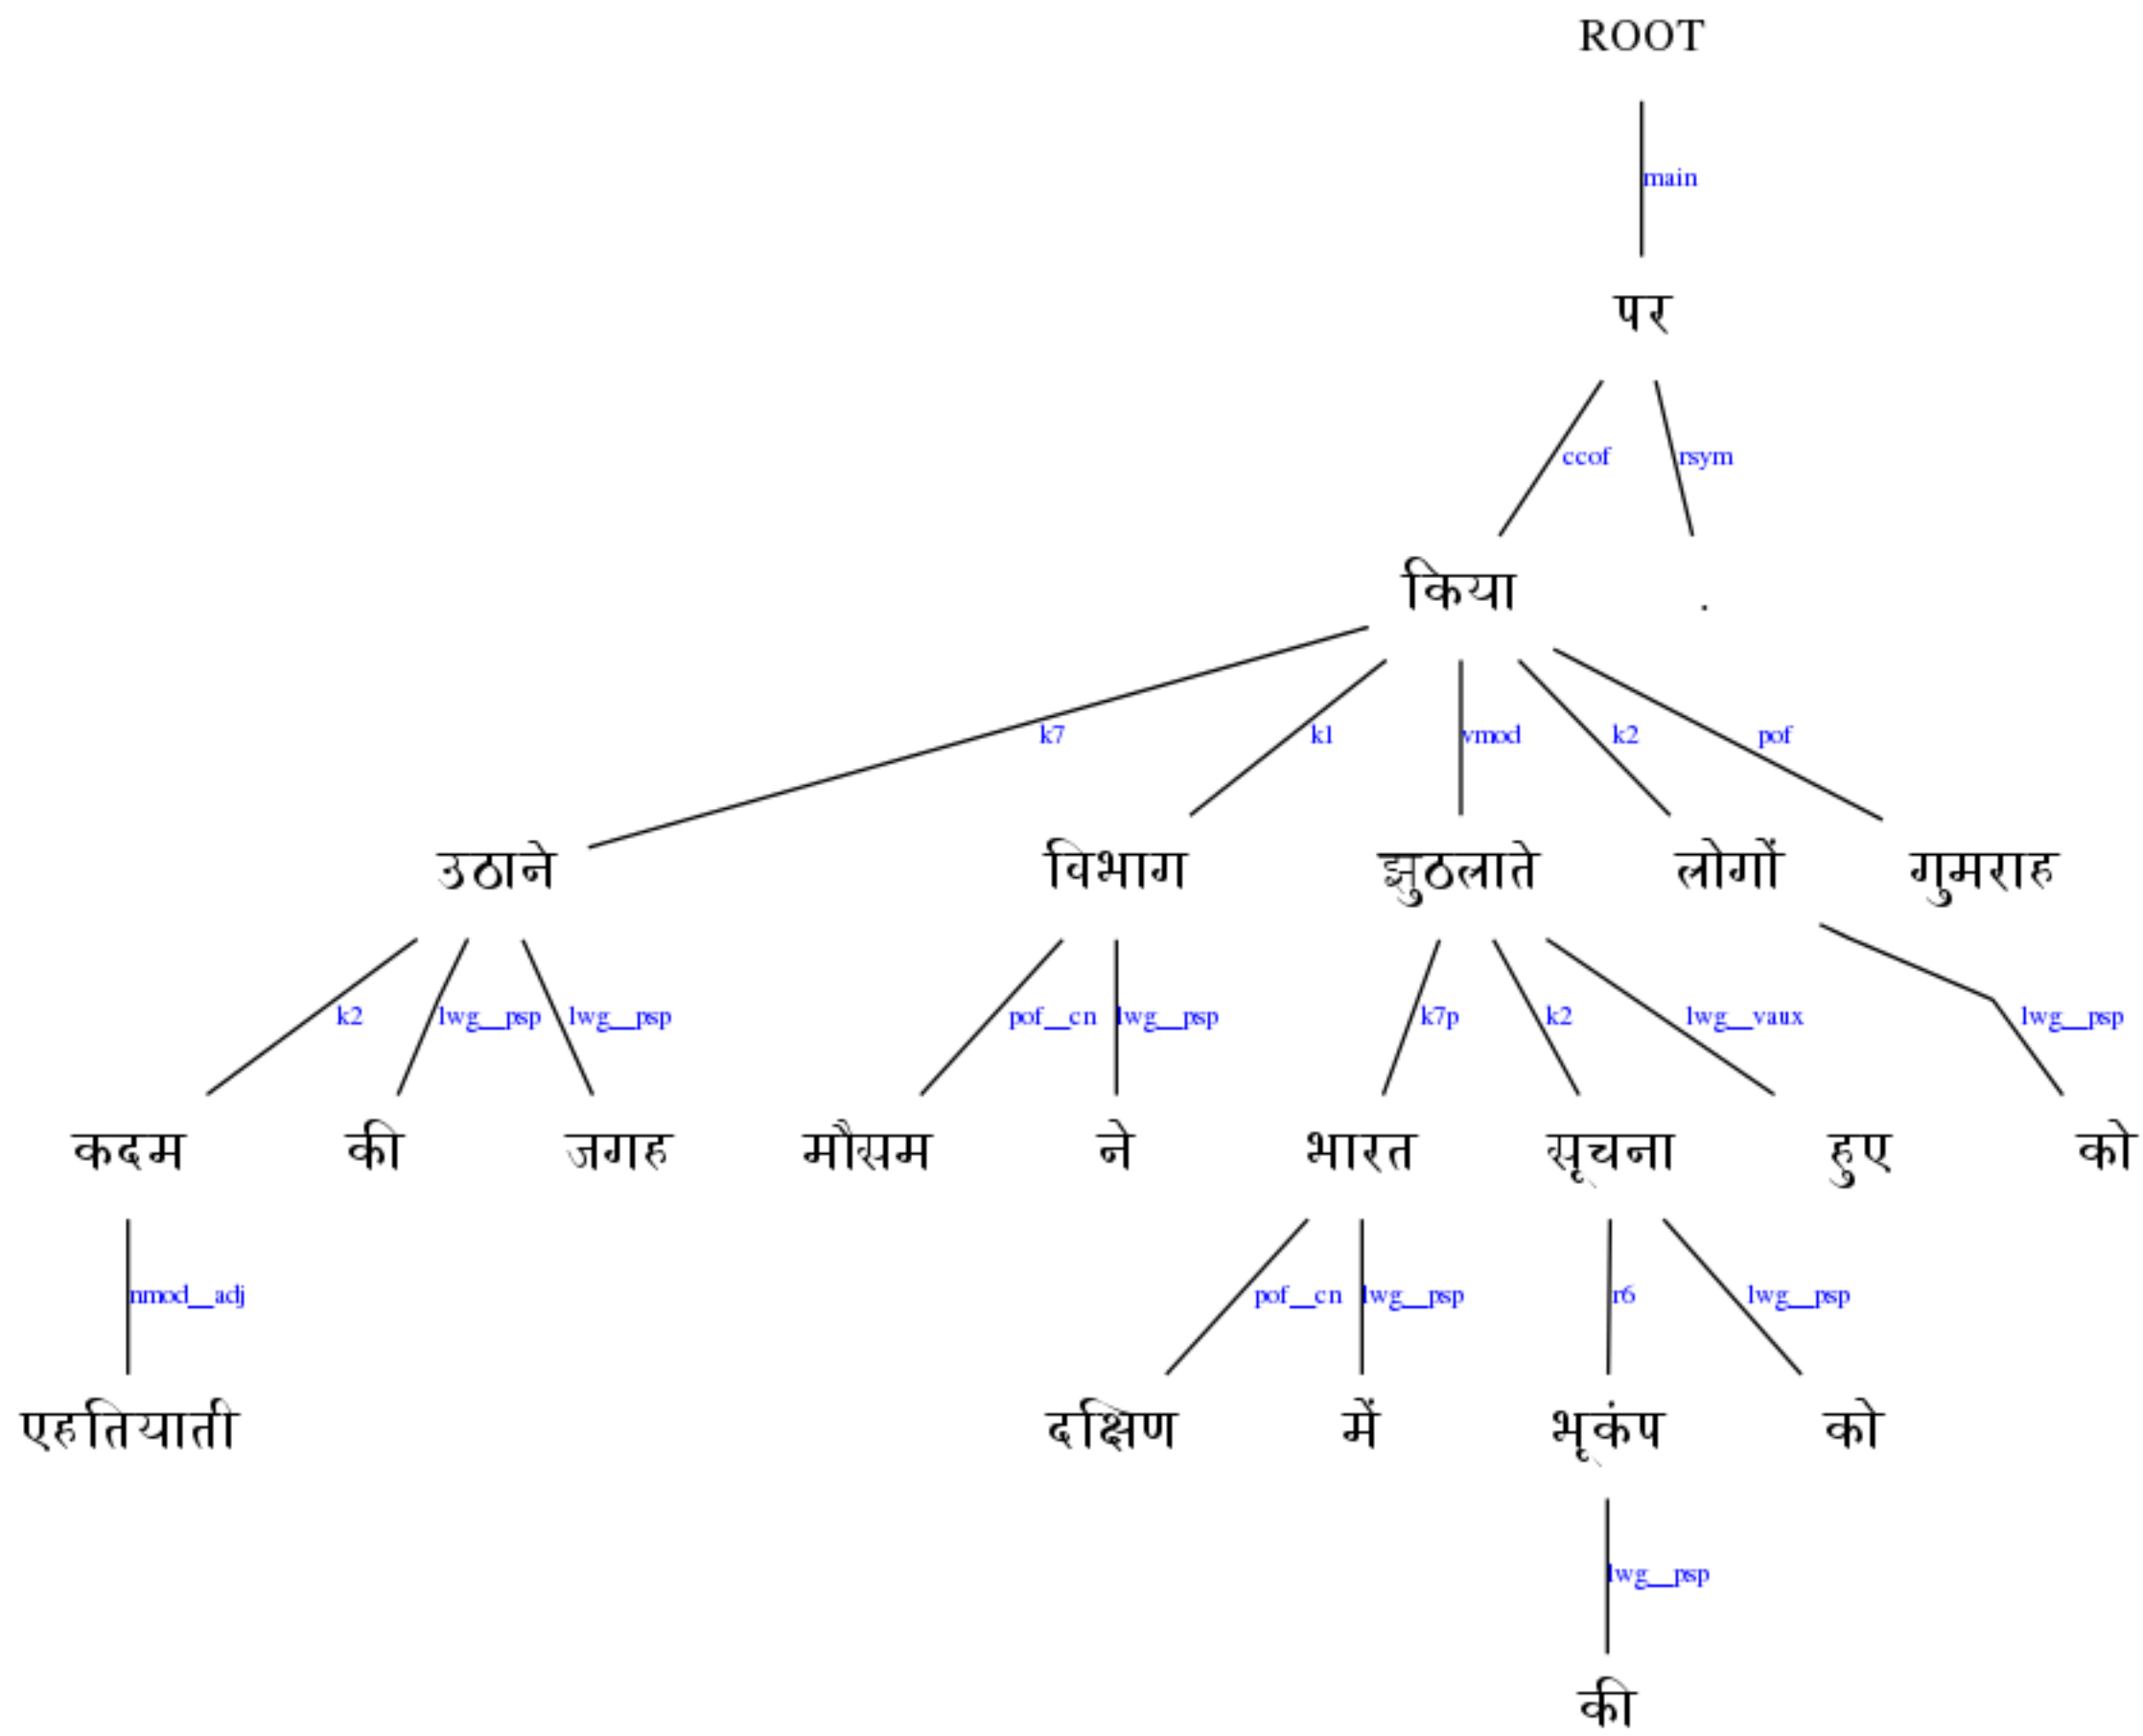 ROOT
main
पर
ccof rsym
किया .
k7 k1 vmod k2 pof
उठाने विभाग झुठलाते लोगों गुमराह
k2 lwg__psp lwg__psp pof__cn lwg__psp k7p k2 lwg__vaux lwg__psp
कदम की जगह मौसम ने भारत सूचना हुए को
nmod__adj pof__cn lwg__psp r6 lwg__psp
एहतियाती दक्षिण में भूकंप को
lwg__psp
की